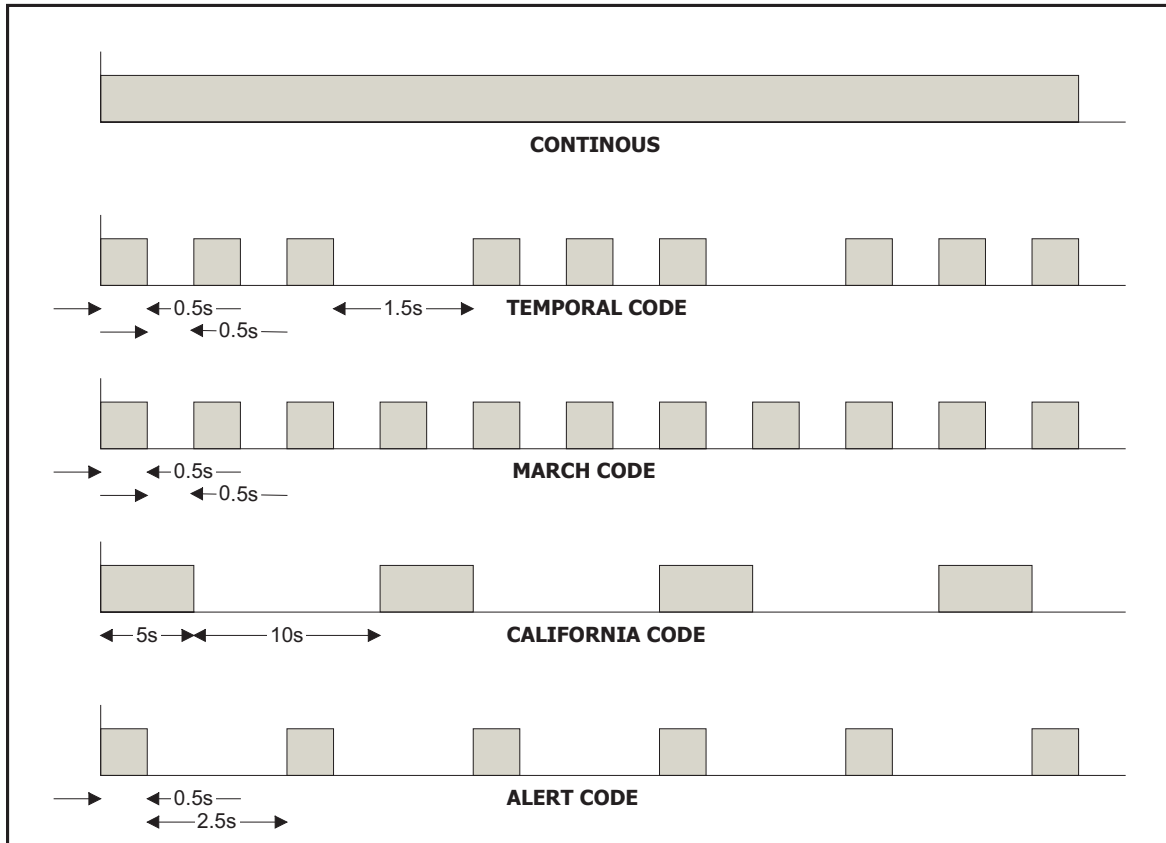 CONTINOUS
0.5s
1.5s
TEMPORAL CODE
0.5s
0.5s
MARCH CODE
0.5s
5s
10s
CALIFORNIA CODE
0.5s
ALERT CODE
2.5s